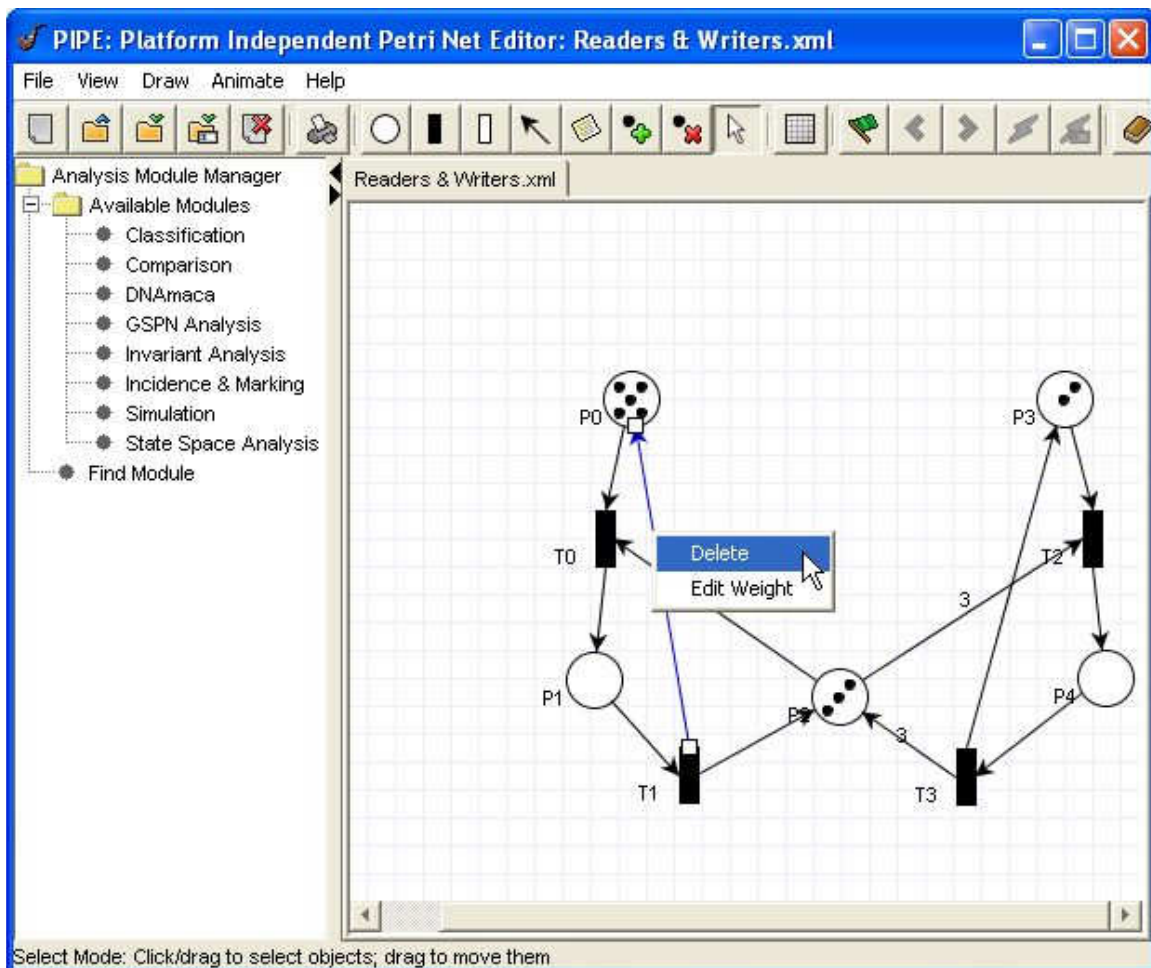 PIPE: Platform Independent Petri Net Editor: Readers & Writers.xml
File View Draw Animate Help
Analysis Module Manager
Available Modules
Classification
Comparison
DNAmaca
GSPN Analysis
Invariant Analysis
Incidence & Marking
Simulation
State Space Analysis
Find Module
Readers & Writers.xml
P0
P3
T0
Delete
Edit Weight
T2
3
P1
P2
P4
3
T1
T3
Select Mode: Click/drag to select objects; drag to move them